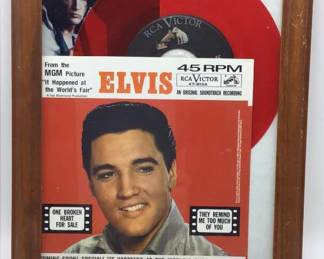 RCA VICTOR
From the
MGM Picture
"It Happened at
the World's Fair"
ELVIS
45 RPM
RCA VICTOR
AN ORIGINAL SOUNDTRACK RECORDING
ONE BROKEN
HEART
FOR SALE
THEY REMIND
ME TOO MUCH
OF YOU